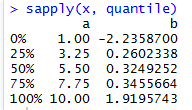 > sapply(x, quantile)
a b
0% 1.00 -2.2358700
25% 3.25 0.2602338
50% 5.50 0.3249252
75% 7.75 0.3455664
100% 10.00 1.9195743